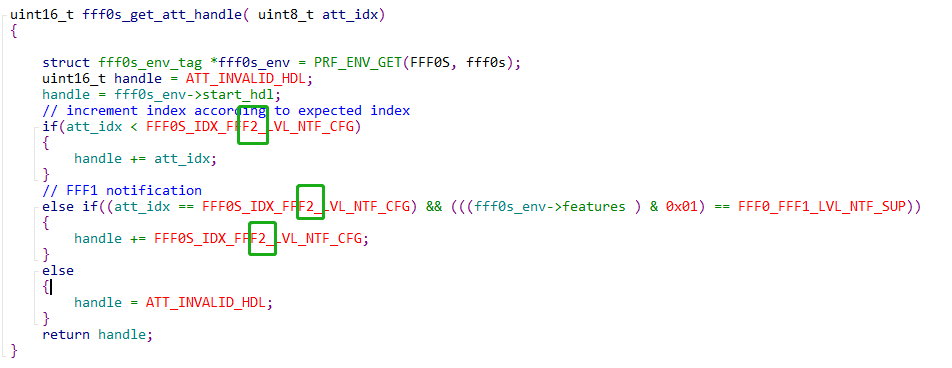 uint16_t fff0s_get_att_handle( uint8_t att_idx)
{
struct fff0s_env_tag *fff0s_env = PRF_ENV_GET(FFF0S, fff0s);
uint16_t handle = ATT_INVALID_HDL;
handle = fff0s_env->start_hdl;
// increment index according to expected index
if(att_idx < FFF0S_IDX_FFF2_LVL_NTF_CFG)
{
handle += att_idx;
}
// FFF1 notification
else if((att_idx == FFF0S_IDX_FFF2_LVL_NTF_CFG) && (((fff0s_env->features ) & 0x01) == FFF0_FFF1_LVL_NTF_SUP))
{
handle += FFF0S_IDX_FFF2_LVL_NTF_CFG;
}
else
{
handle = ATT_INVALID_HDL;
}
return handle;
}